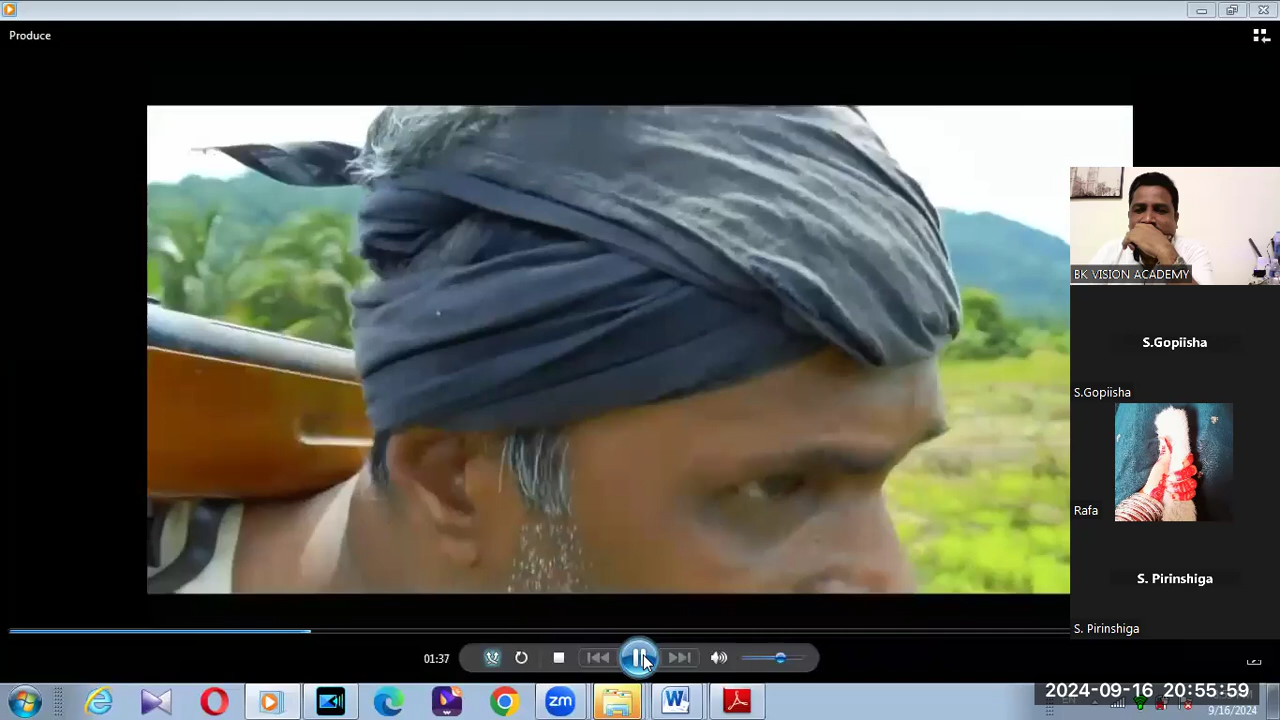 Produce
BK VISION ACADEMY
S.Gopiisha
S.Gopiisha
Rafa
S. Pirinshiga
S. Pirinshiga
01:37
zm
W
2024-09-16 20:55:59
9/16/2024